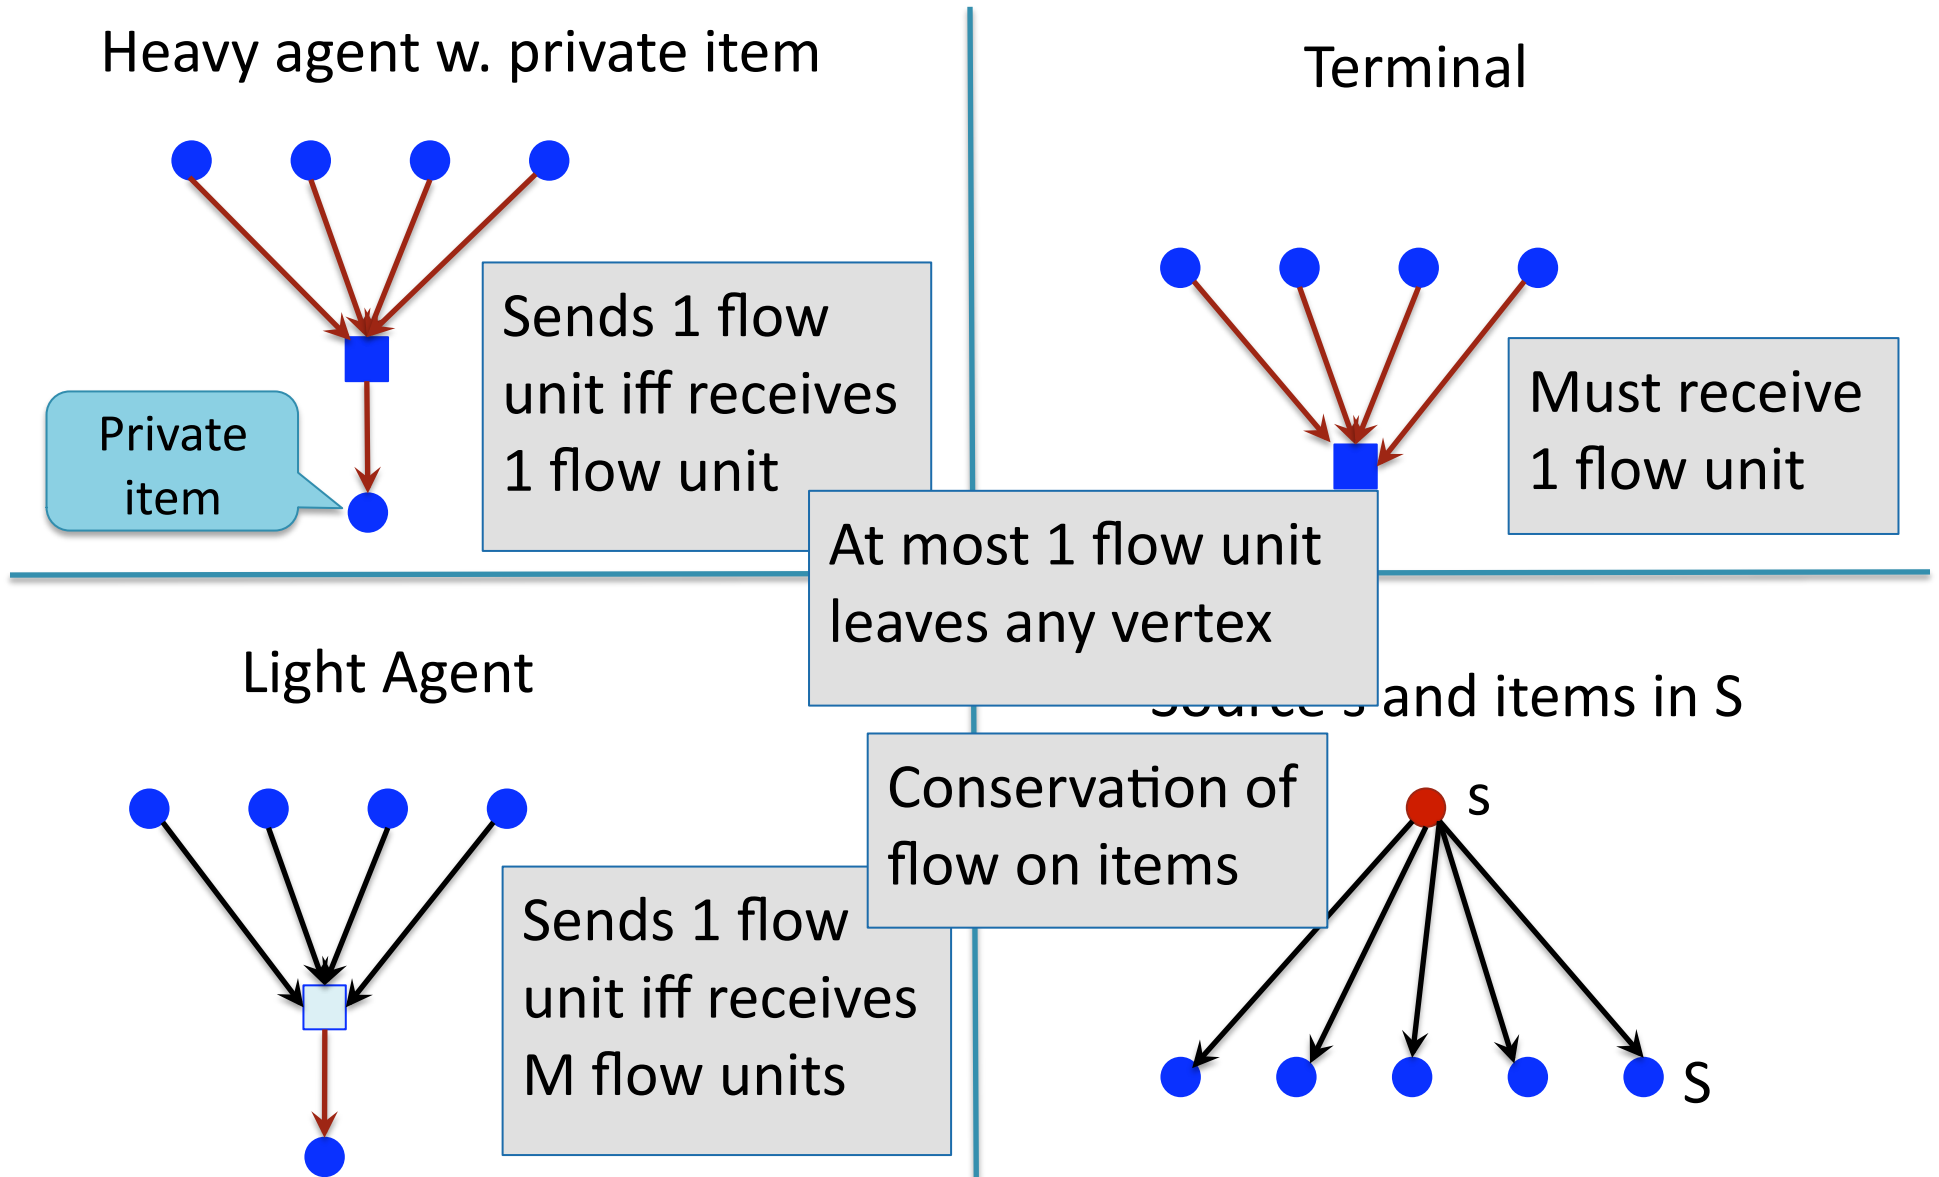 Heavy agent w. private item
Sends 1 flow
unit iff receives
1 flow unit
Private
item
Terminal
Must receive
1 flow unit
At most 1 flow unit
leaves any vertex
Light Agent
Sends 1 flow
unit iff receives
M flow units
Conservation of
flow on items
Source s and items in S
s
S